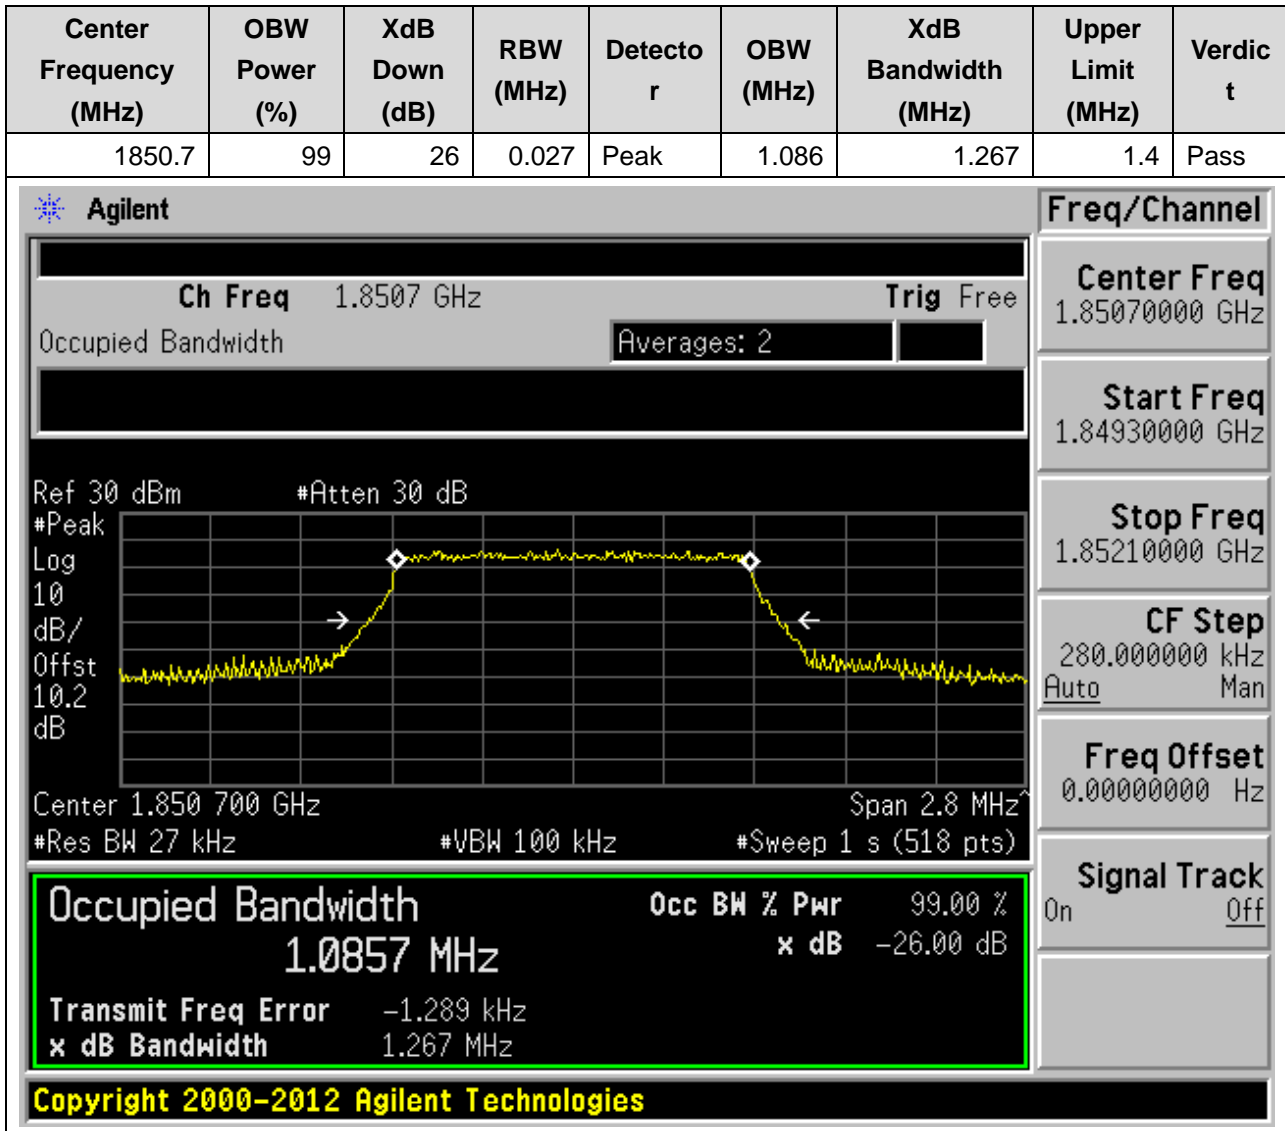 Center Frequency (MHz) OBW Power (%) XdB Down (dB) RBW (MHz) Detecto r OBW (MHz) XdB Bandwidth (MHz) Upper Limit (MHz) Verdic t
1850.7 99 26 0.027 Peak 1.086 1.267 1.4 Pass
Agilent
Freq/Channel
Ch Freq 1.8507 GHz Trig Free
Occupied Bandwidth Averages: 2
Center Freq
1.85070000 GHz
Start Freq
1.84930000 GHz
Stop Freq
1.85210000 GHz
CF Step
280.000000 kHz
Auto Man
Freq Offset
0.00000000 Hz
Signal Track
On Off
Ref 30 dBm #Atten 30 dB
#Peak
Log
10
dB/
Offst
10.2
dB
Center 1.850 700 GHz Span 2.8 MHz^
#Res BW 27 kHz #VBW 100 kHz #Sweep 1 s (518 pts)
Occupied Bandwidth Occ BW % Pwr 99.00 %
1.0857 MHz x dB -26.00 dB
Transmit Freq Error -1.289 kHz
x dB Bandwidth 1.267 MHz
Copyright 2000-2012 Agilent Technologies